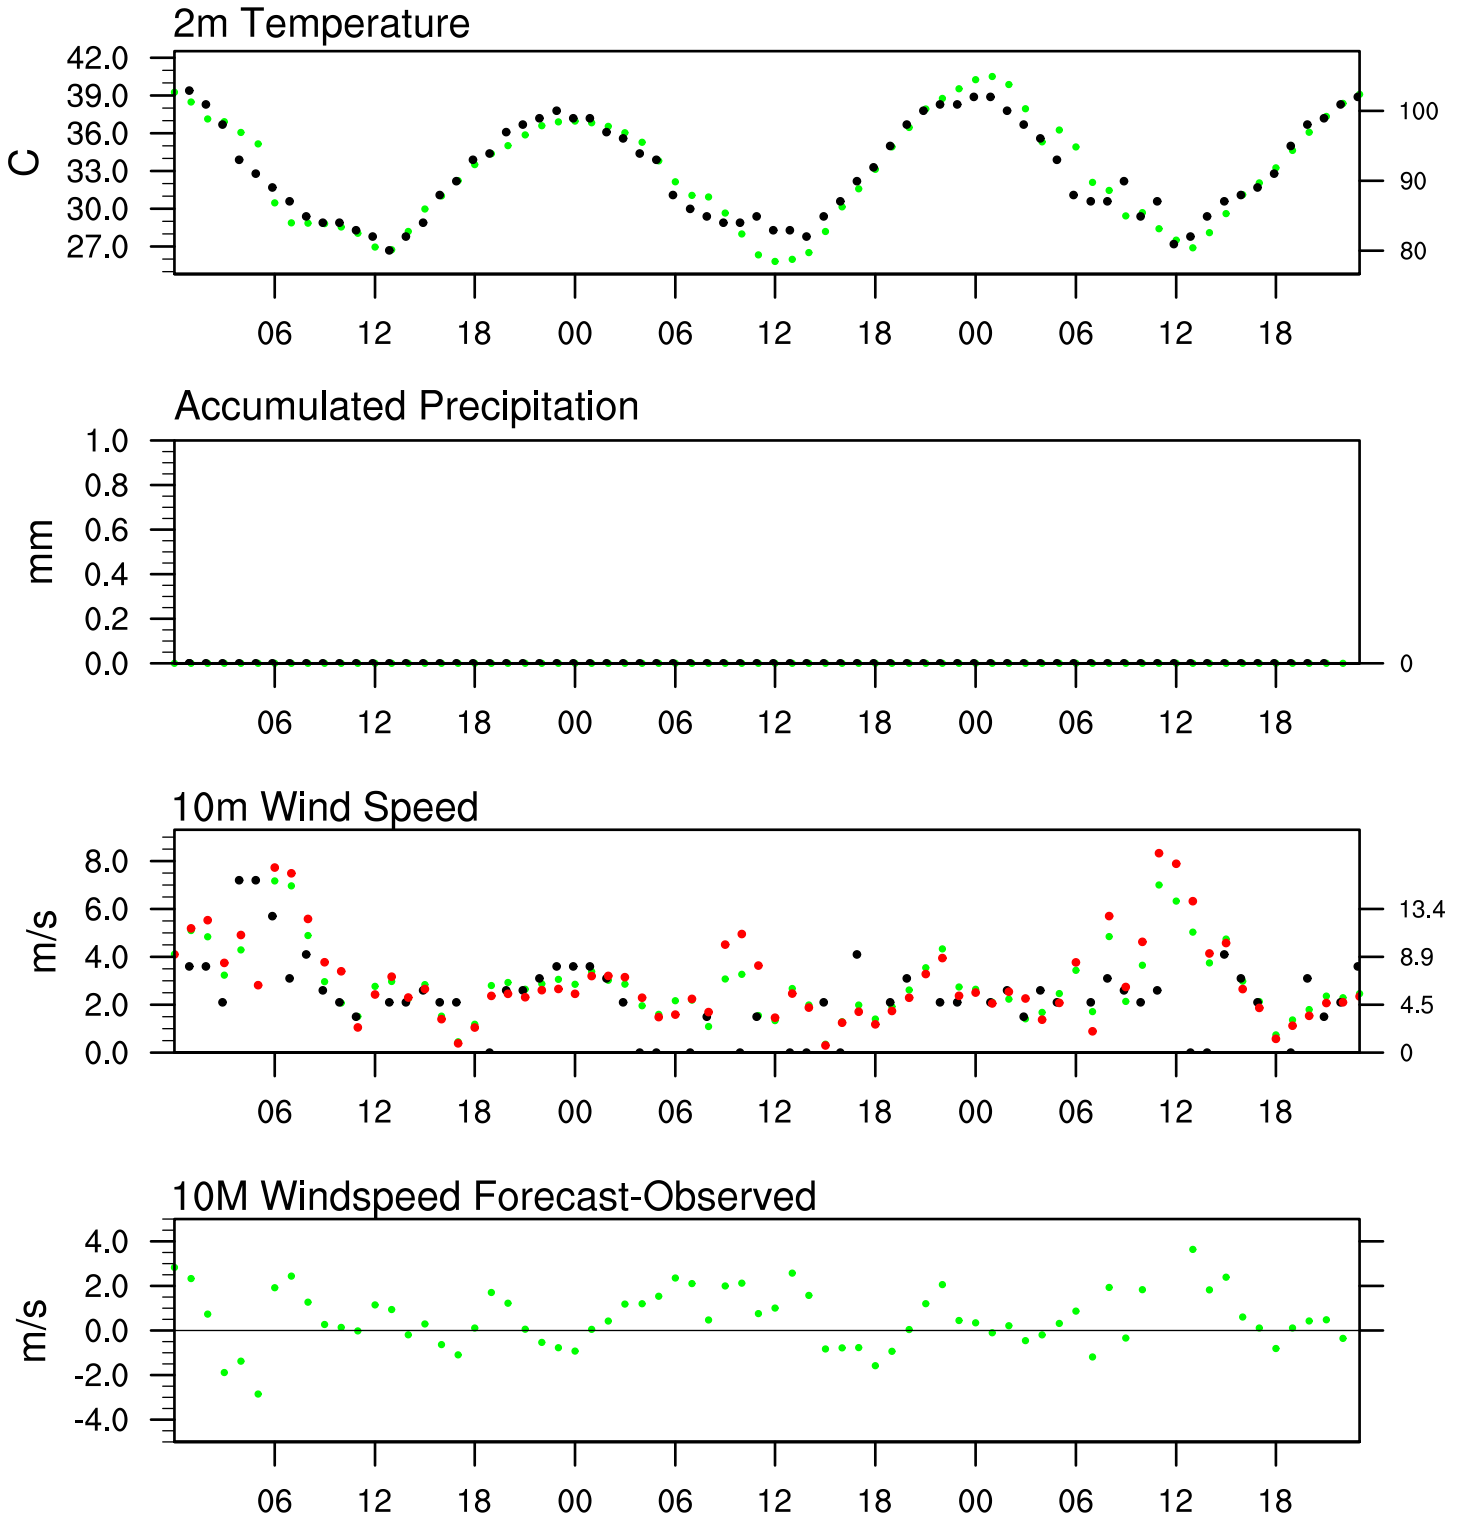 2m Temperature
42.0
39.0
36.0
33.0
30.0
27.0
C
100
90
80
06 12 18 00 06 12 18 00 06 12 18
Accumulated Precipitation
1.0
0.8
0.6
0.4
0.2
0.0
mm
0
06 12 18 00 06 12 18 00 06 12 18
10m Wind Speed
8.0
6.0
4.0
2.0
0.0
m/s
13.4
8.9
4.5
0
06 12 18 00 06 12 18 00 06 12 18
10M Windspeed Forecast-Observed
4.0
2.0
0.0
-2.0
-4.0
m/s
06 12 18 00 06 12 18 00 06 12 18